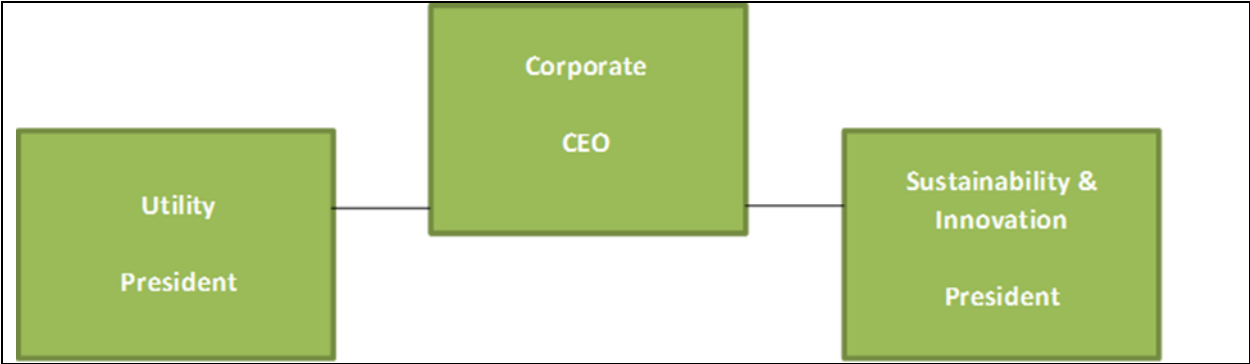 Corporate
CEO
Utility
President
Sustainability &
Innovation
President